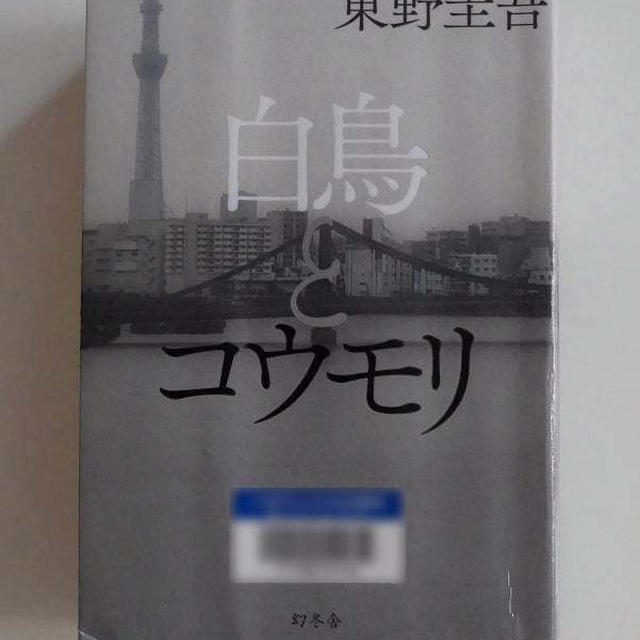 東野圭吾
白鳥
と
コウモリ
幻冬舎